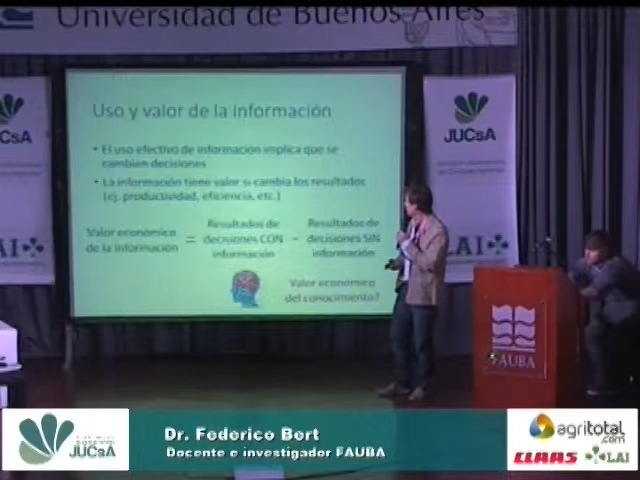 Universidad de Buenos Aires
Uso y valor de la información
• El uso efectivo de información implica que se
cambien decisiones
• La información tiene valor si cambia los resultados
(ej. productividad, eficiencia, etc.)
Valor económico
de la información
=
Resultados de
decisiones CON
información
-
Resultados de
decisiones SIN
información
Valor económico
del conocimiento?
JUCsA
JUCsA
LAI
LAI
FAUBA
JUCsA
Dr. Federico Bert
Docente e investigador FAUBA
agritotal
.com
CLAAS
LAI